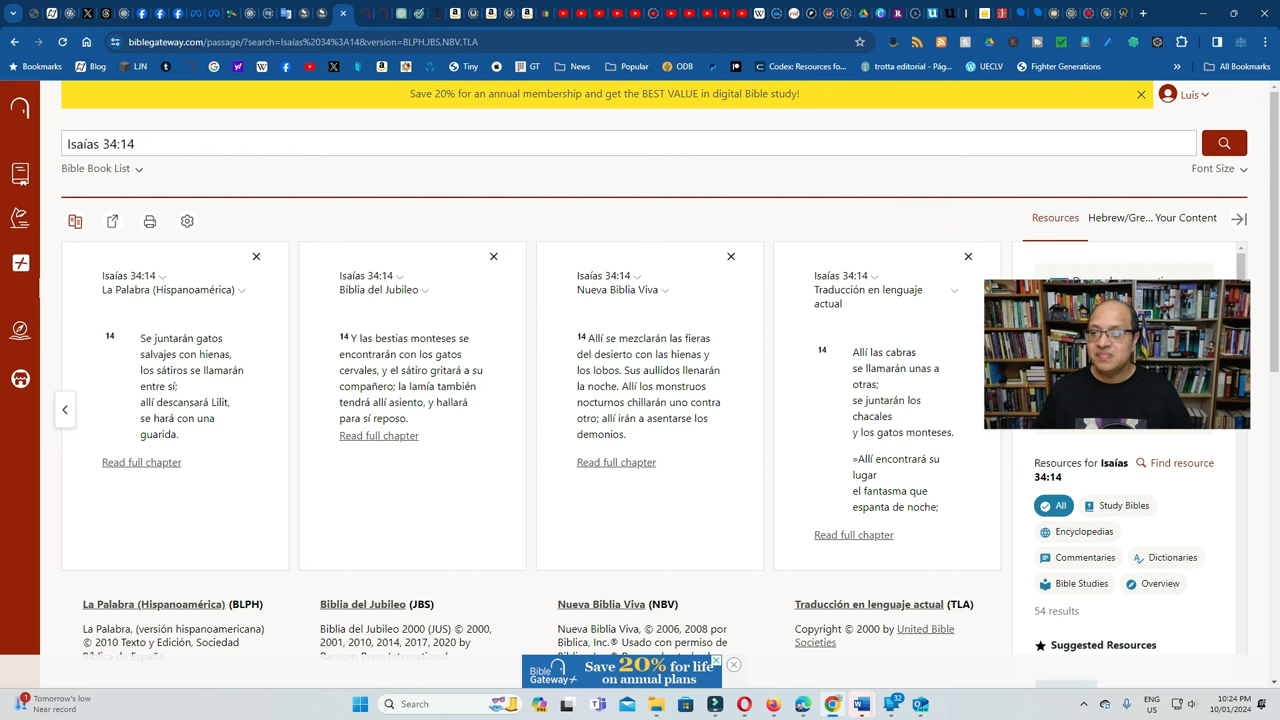 biblegateway.com/passage/?search=Isaías%2034%3A14&version=BLPH,JBS,NBV,TLA
Bookmarks
Blog
LIN
Tiny
GT
News
Popular
ODB
Codex: Resources fo...
trotta editorial - Pág...
UECLV
Fighter Generations
All Bookmarks
Save 20% for an annual membership and get the BEST VALUE in digital Bible study!
Luis
Isaías 34:14
Bible Book List
Font Size
Resources
Hebrew/Gre...
Your Content
Isaías 34:14
La Palabra (Hispanoamérica)
14 Se juntarán gatos
salvajes con hienas,
los sátiros se llamarán
entre sí;
allí descansará Lilit,
se hará con una
guarida.
Read full chapter
Isaías 34:14
Biblia del Jubileo
14 Y las bestias monteses se
encontrarán con los gatos
cervales, y el sátiro gritará a su
compañero; la lamía también
tendrá allí asiento, y hallará
para sí reposo.
Read full chapter
Isaías 34:14
Nueva Biblia Viva
14 Allí se mezclarán las fieras
del desierto con las hienas y
los lobos. Sus aullidos llenarán
la noche. Allí los monstruos
nocturnos chillarán uno contra
otro; allí irán a asentarse los
demonios.
Read full chapter
Isaías 34:14
Traducción en lenguaje
actual
14 Allí las cabras
se llamarán unas a
otras;
se juntarán los
chacales
y los gatos monteses.
»Allí encontrará su
lugar
el fantasma que
espanta de noche;
Read full chapter
Resources for Isaías
34:14
Find resource
All
Study Bibles
Encyclopedias
Commentaries
Dictionaries
Bible Studies
Overview
54 results
Suggested Resources
La Palabra (Hispanoamérica) (BLPH)
La Palabra, (versión hispanoamericana)
© 2010 Texto y Edición, Sociedad
Bíblica de España
Biblia del Jubileo (JBS)
Biblia del Jubileo 2000 (JUS) © 2000,
2001, 2010, 2014, 2017, 2020 by
Ransom Press International
Nueva Biblia Viva (NBV)
Nueva Biblia Viva, © 2006, 2008 por
Biblica, Inc.® Usado con permiso de
Traducción en lenguaje actual (TLA)
Copyright © 2000 by United Bible
Societies
Bible
Gateway+
Save 20% for life
on annual plans
1
Tomorrow's low
Near record
Search
32
ENG
US
10:24 PM
10/01/2024